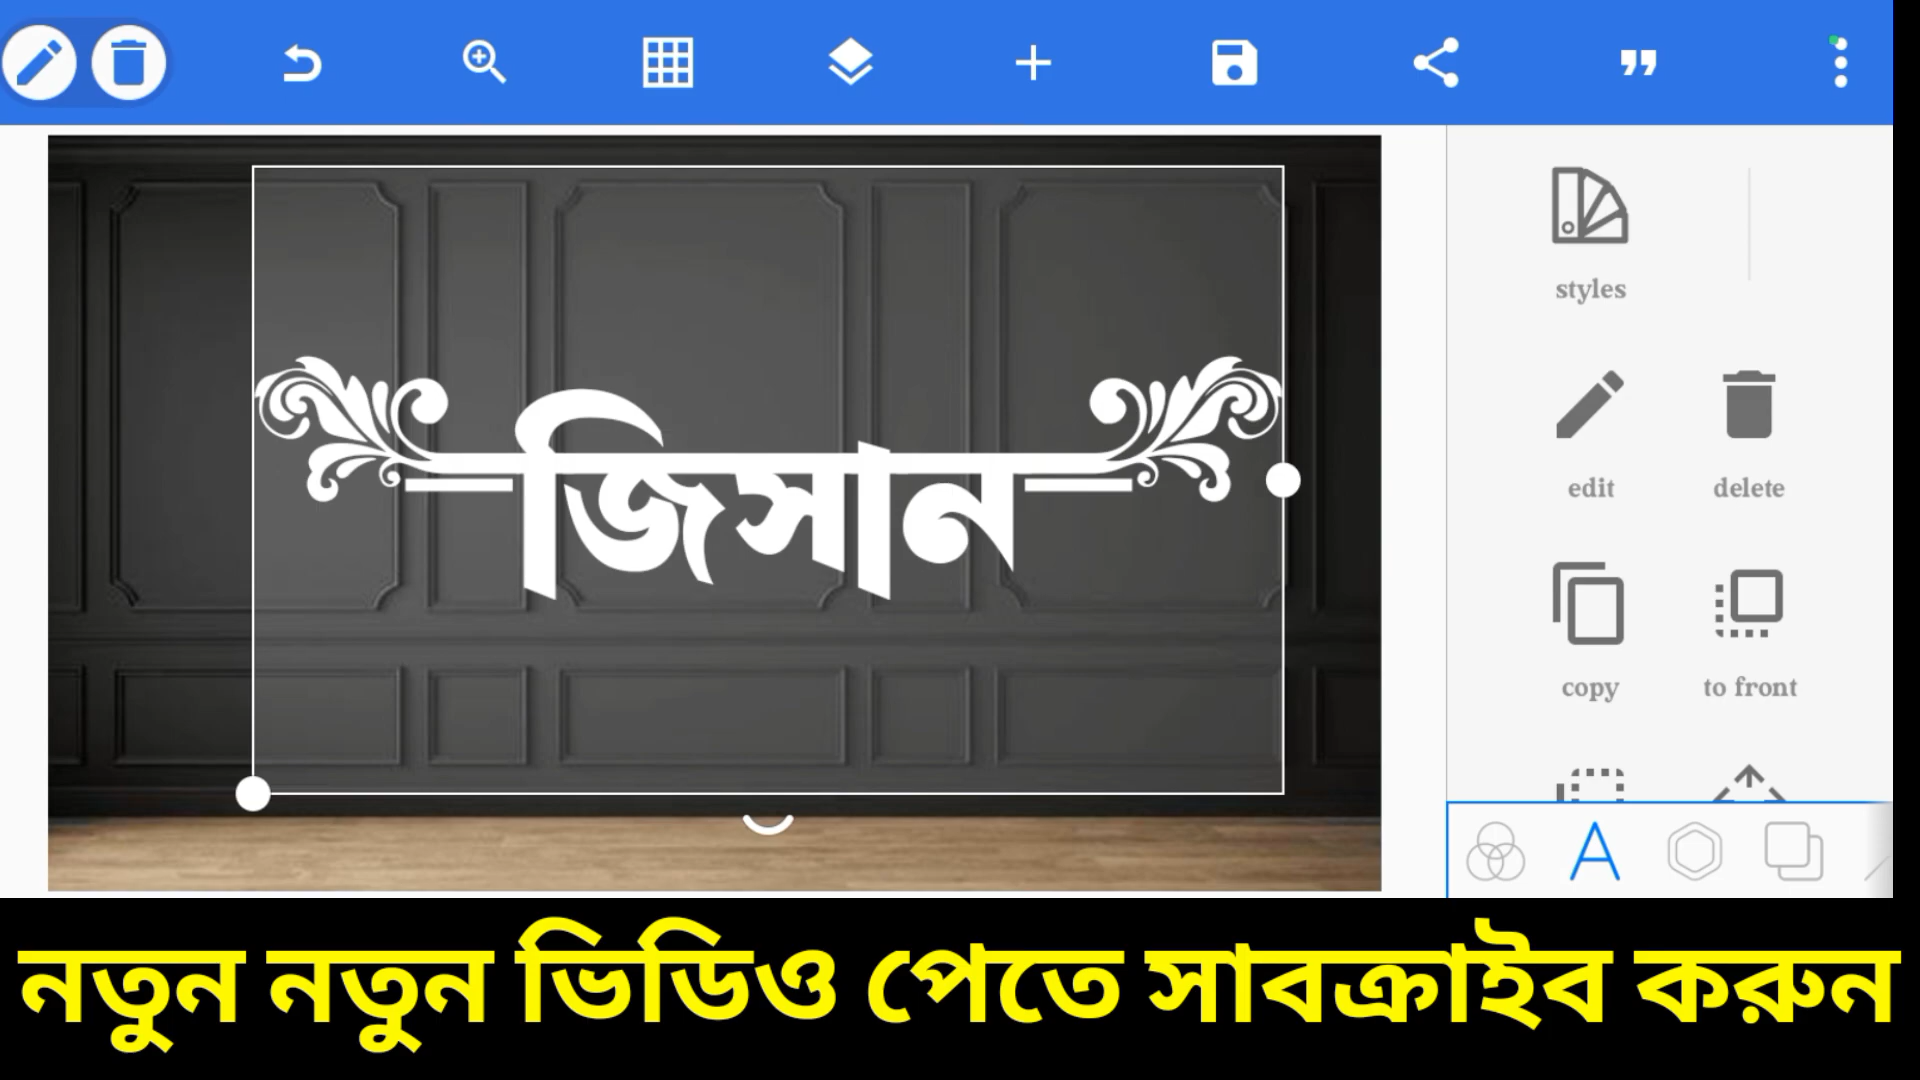 styles
জিসান
edit delete
copy to front
নতুন নতুন ভিডিও পেতে সাবক্রাইব করুন